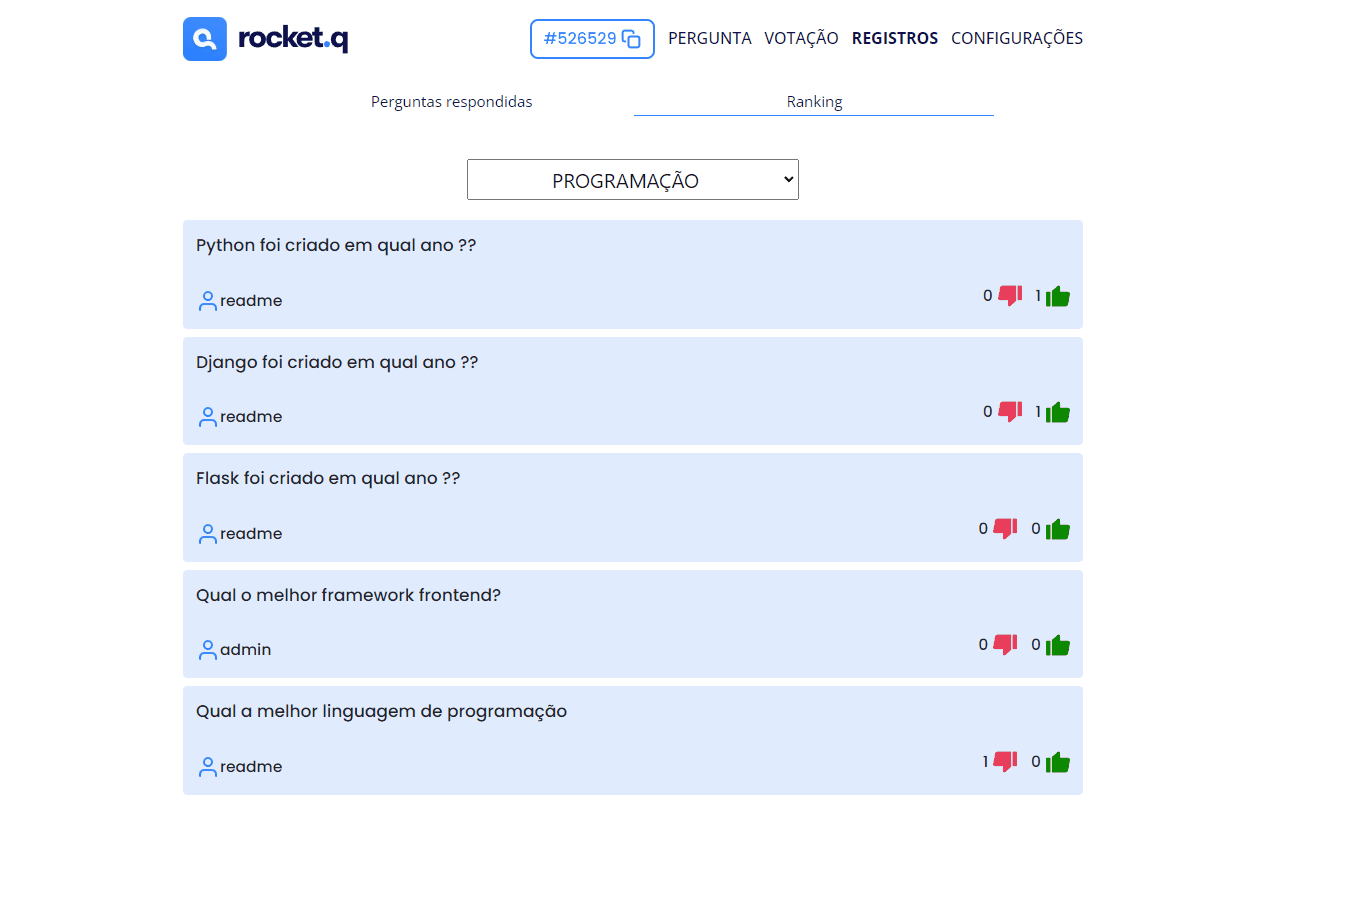 rocket.q
#526529 PERGUNTA VOTAÇÃO REGISTROS CONFIGURAÇÕES
Perguntas respondidas Ranking
PROGRAMAÇÃO
Python foi criado em qual ano ??
readme 0 1
Django foi criado em qual ano ??
readme 0 1
Flask foi criado em qual ano ??
readme 0 0
Qual o melhor framework frontend?
admin 0 0
Qual a melhor linguagem de programação
readme 1 0